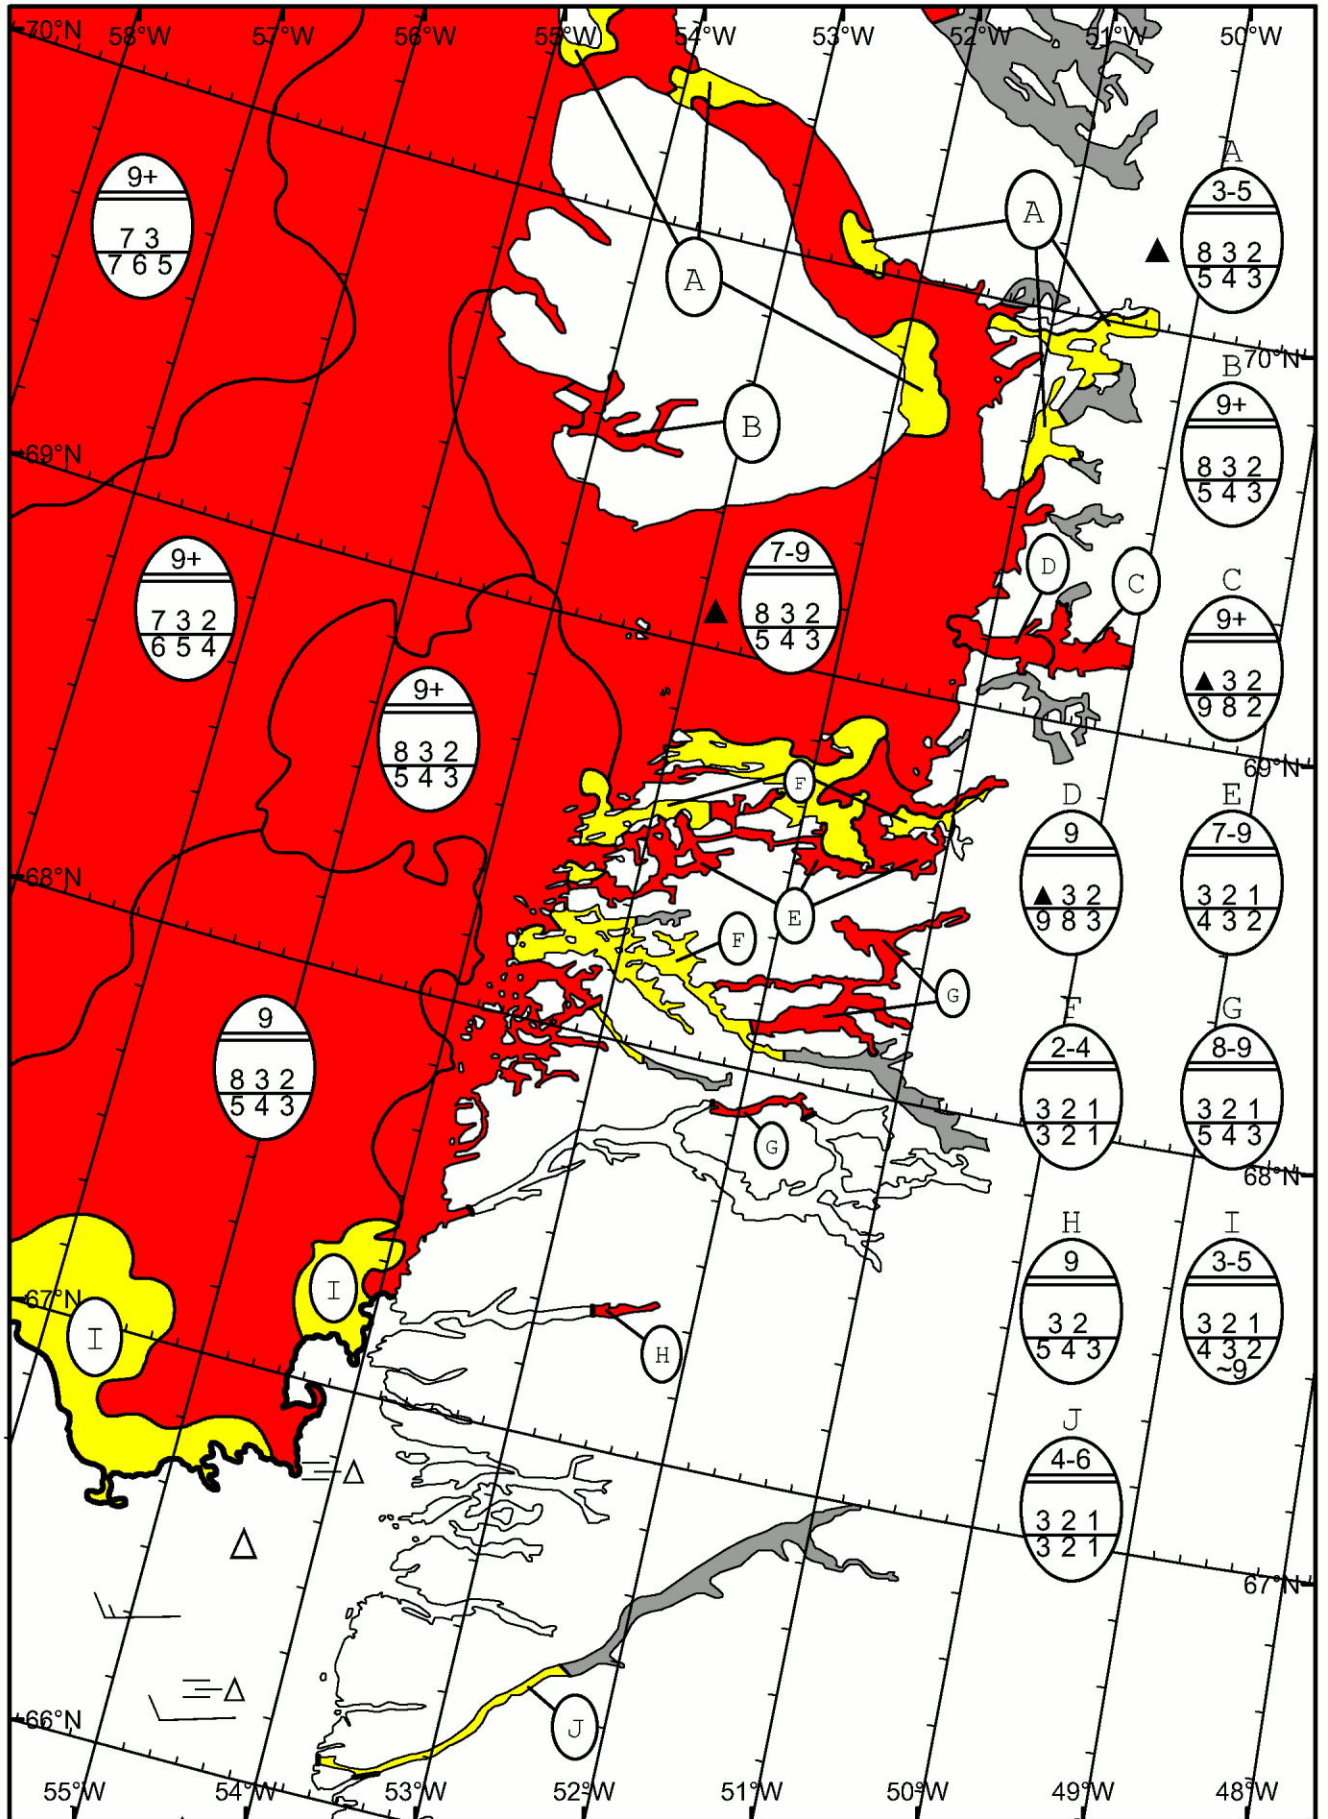 70°N 58°W 57°W 56°W 55°W 54°W 53°W 52°W 51°W 50°W
9+
7 3
7 6 5
A
A
A
3-5
▲ 8 3 2
5 4 3
70°N
B
B
9+
8 3 2
5 4 3
69°N
9+
7 3 2
6 5 4
7-9
▲ 8 3 2
5 4 3
D
C
C
9+
▲ 3 2
9 8 2
9+
8 3 2
5 4 3
69°N
F
D
9
▲ 3 2
9 8 3
E
7-9
3 2 1
4 3 2
68°N
E
F
G
9
8 3 2
5 4 3
F
2-4
3 2 1
3 2 1
G
8-9
3 2 1
5 4 3
G
68°N
H
9
3 2
5 4 3
I
3-5
3 2 1
4 3 2
~9
I
67°N
I
H
J
4-6
3 2 1
3 2 1
67°N
J
66°N
55°W 54°W 53°W 52°W 51°W 50°W 49°W 48°W